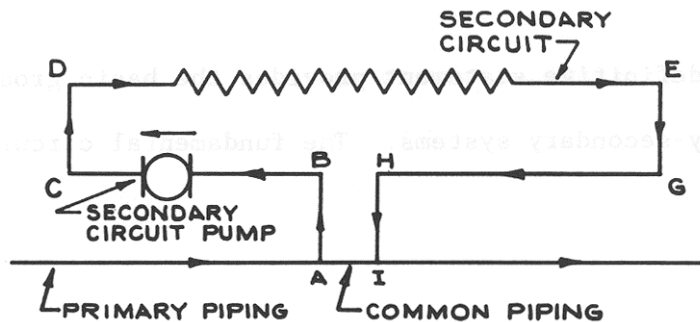 SECONDARY
CIRCUIT
D
E
B
H
C
G
SECONDARY
CIRCUIT PUMP
A
I
PRIMARY PIPING
COMMON PIPING